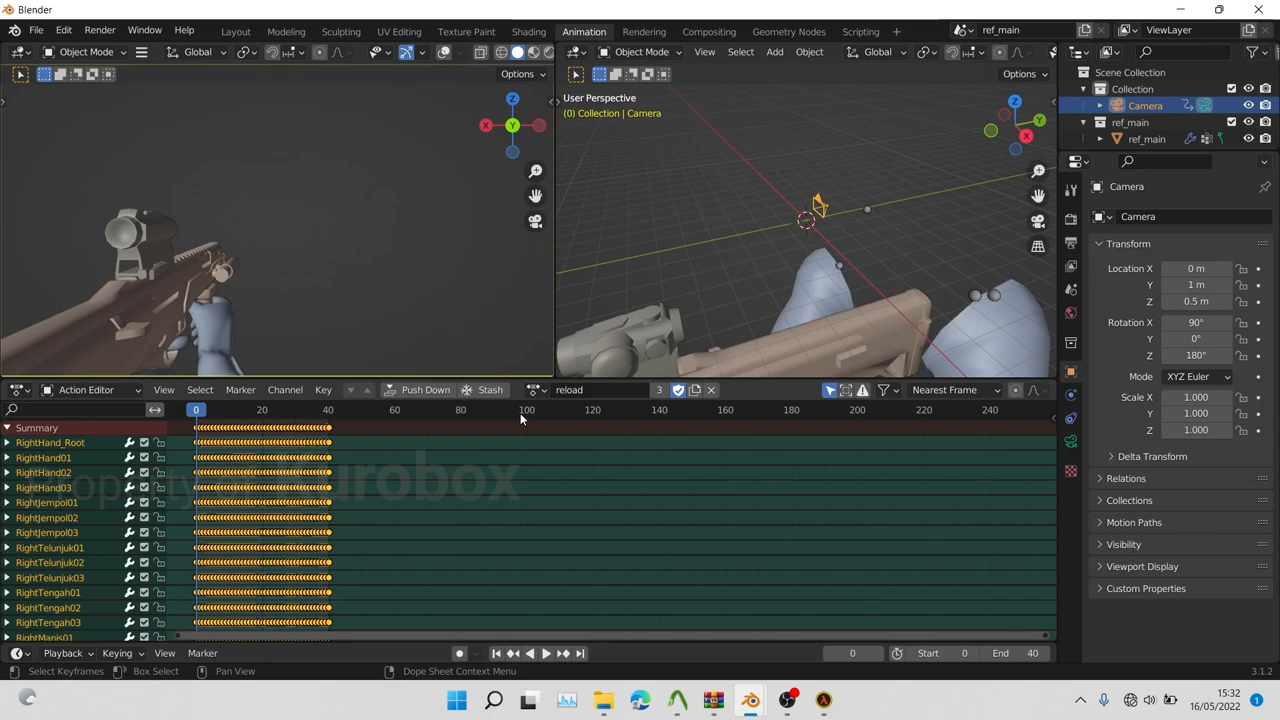 Blender
File Edit Render Window Help Layout Modeling Sculpting UV Editing Texture Paint Shading Animation Rendering Compositing Geometry Nodes Scripting + ref_main ViewLayer
Object Mode Global Object Mode View Select Add Object Global
Options Options
Scene Collection
Collection
Camera
ref_main
ref_main
User Perspective
(0) Collection | Camera
Z
X Y
Z
Y
X
Camera
Camera
Transform
Location X 0 m
Y 1 m
Z 0.5 m
Rotation X 90°
Y 0°
Z 180°
Mode XYZ Euler
Scale X 1.000
Y 1.000
Z 1.000
Delta Transform
Relations
Collections
Motion Paths
Visibility
Viewport Display
Custom Properties
Action Editor View Select Marker Channel Key Push Down Stash reload 3 Nearest Frame
0 20 40 60 80 100 120 140 160 180 200 220 240
Summary
RightHand_Root
RightHand01
RightHand02
RightHand03
RightJempol01
RightJempol02
RightJempol03
RightTelunjuk01
RightTelunjuk02
RightTelunjuk03
RightTengah01
RightTengah02
RightTengah03
RightManis01
Property of Kurobox
Playback Keying View Marker 0 Start 0 End 40
Select Keyframes Box Select Pan View Dope Sheet Context Menu 3.1.2
15:32
16/05/2022 1